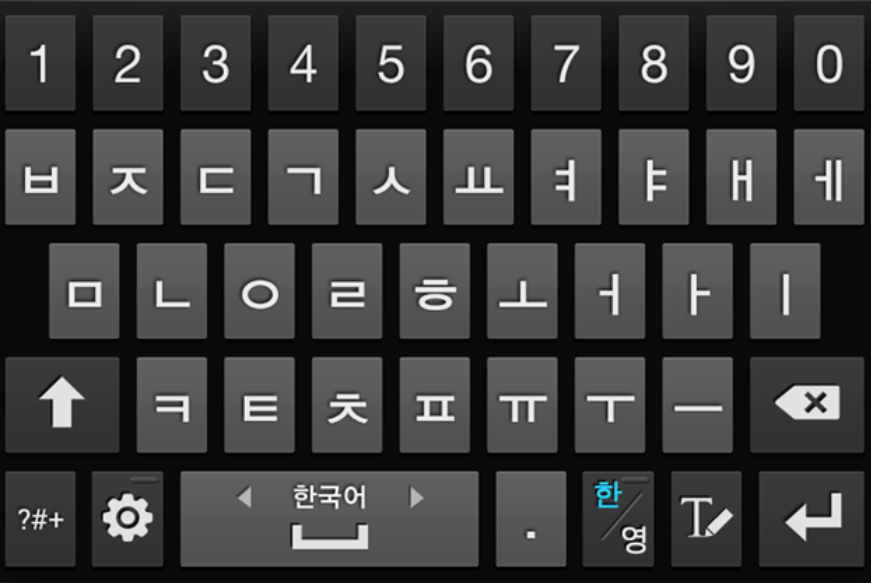 1 2 3 4 5 6 7 8 9 0
ㅂ ㅈ ㄷ ㄱ ㅅ ㅛ ㅕ ㅑ ㅐ ㅔ
ㅁ ㄴ ㅇ ㄹ ㅎ ㅗ ㅓ ㅏ ㅣ
ㅋ ㅌ ㅊ ㅍ ㅠ ㅜ ㅡ
?#+ 한국어 . 한/영 T